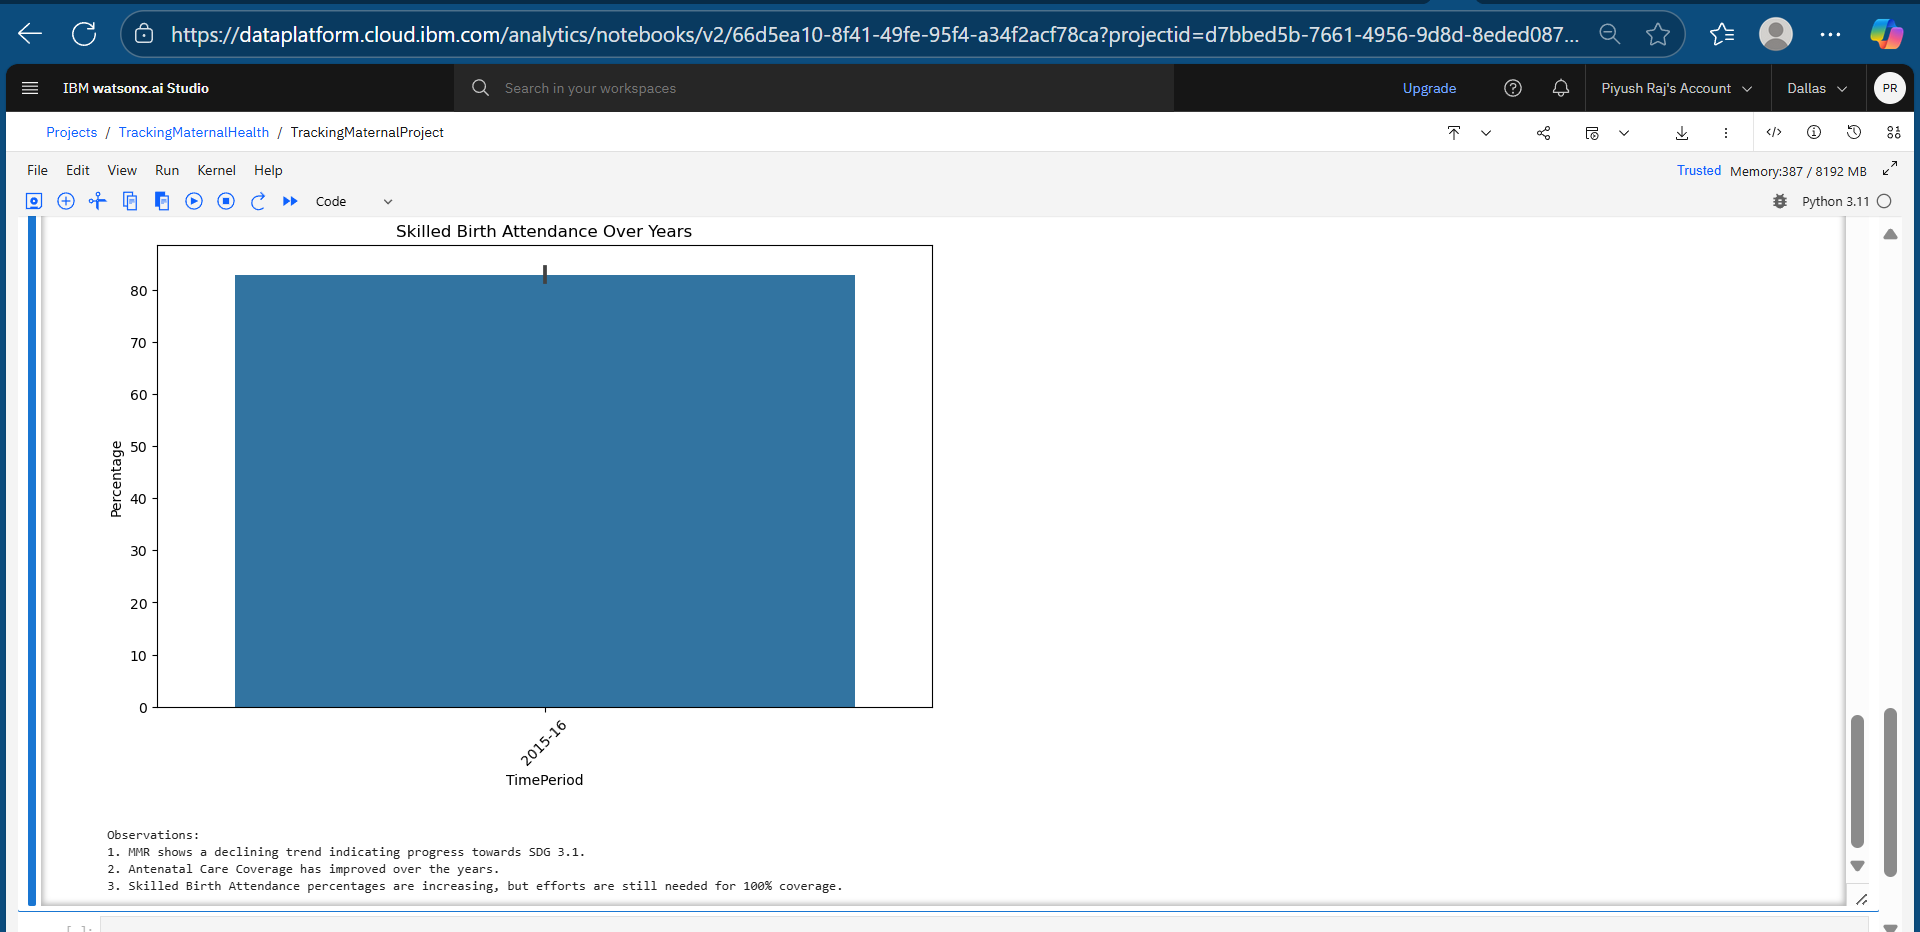 https://dataplatform.cloud.ibm.com/analytics/notebooks/v2/66d5ea10-8f41-49fe-95f4-a34f2acf78ca?projectid=d7bbed5b-7661-4956-9d8d-8eded087...
IBM watsonx.ai Studio
Search in your workspaces
Upgrade
Piyush Raj's Account
Dallas
PR
Projects / TrackingMaternalHealth / TrackingMaternalProject
File Edit View Run Kernel Help
Trusted Memory:387 / 8192 MB
Code
Python 3.11
Skilled Birth Attendance Over Years
80
70
60
50
40
30
20
10
0
Percentage
2015-16
TimePeriod
Observations:
1. MMR shows a declining trend indicating progress towards SDG 3.1.
2. Antenatal Care Coverage has improved over the years.
3. Skilled Birth Attendance percentages are increasing, but efforts are still needed for 100% coverage.
[ ]: